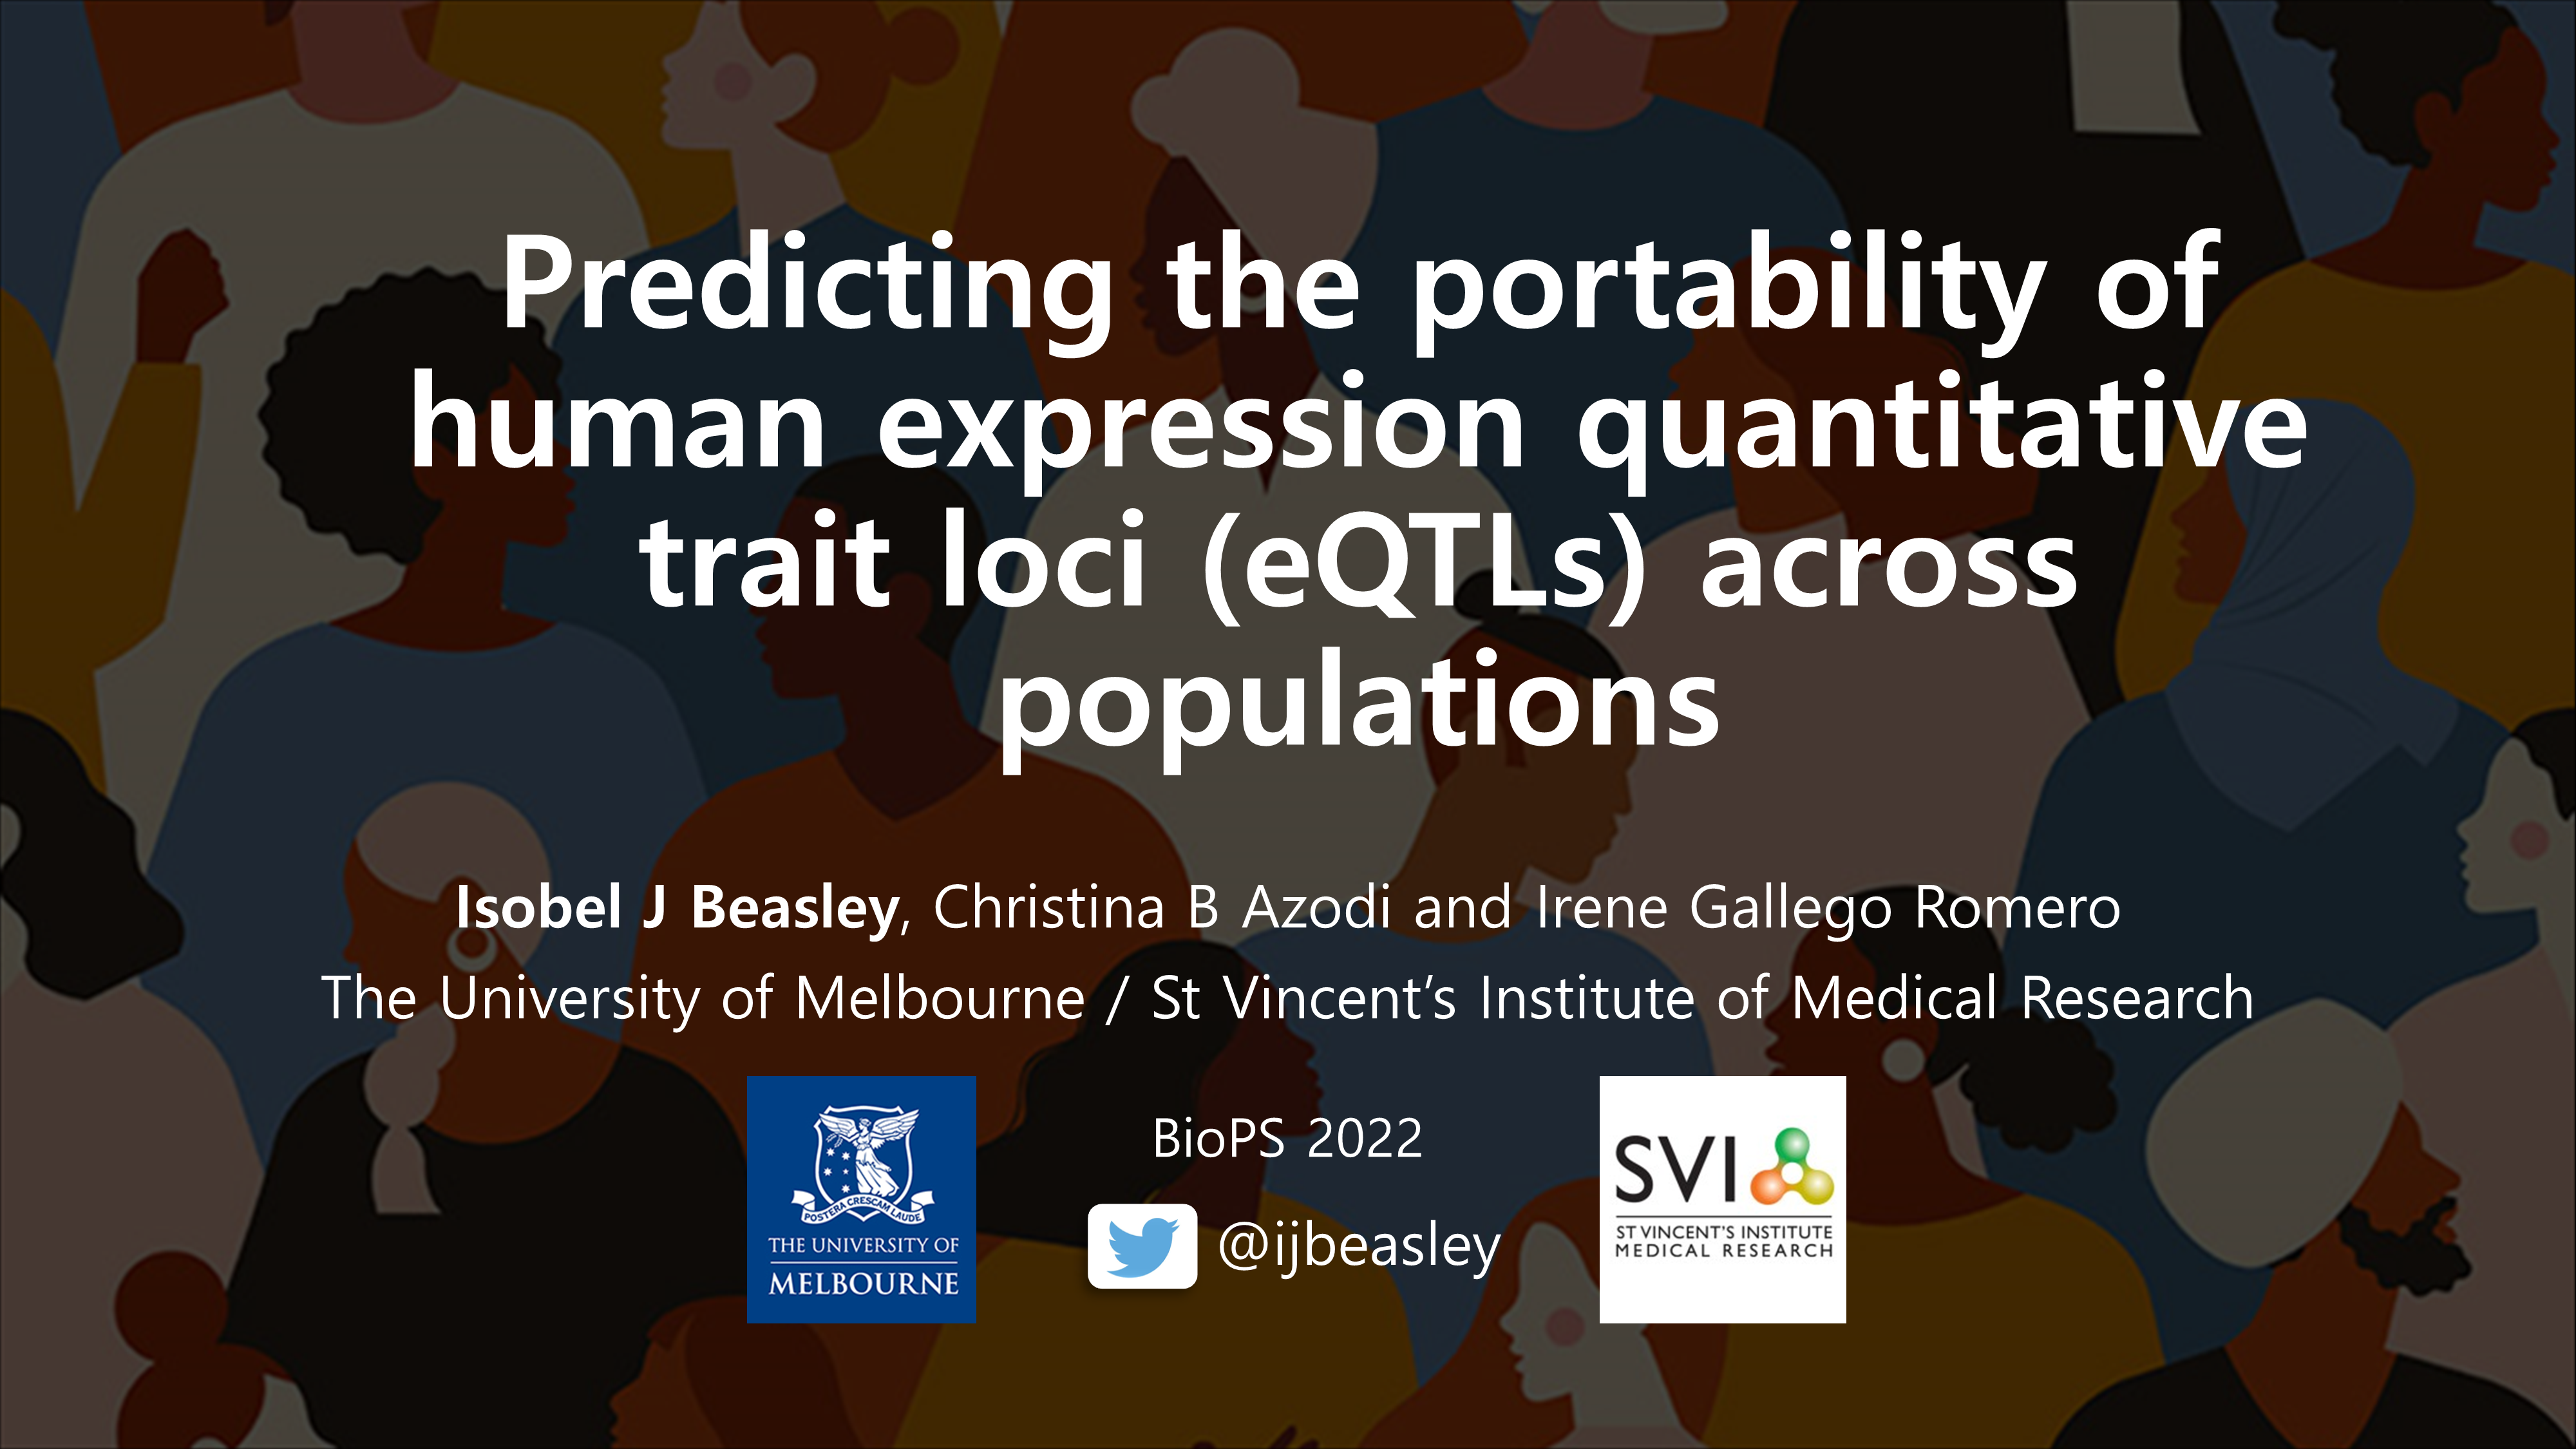 Predicting the portability of
human expression quantitative
trait loci (eQTLs) across
populations
Isobel J Beasley, Christina B Azodi and Irene Gallego Romero
The University of Melbourne / St Vincent’s Institute of Medical Research
BioPS 2022
@ijbeasley
POSTERA CRESCAM LAUDE
THE UNIVERSITY OF
MELBOURNE
SVI
ST VINCENT'S INSTITUTE
MEDICAL RESEARCH